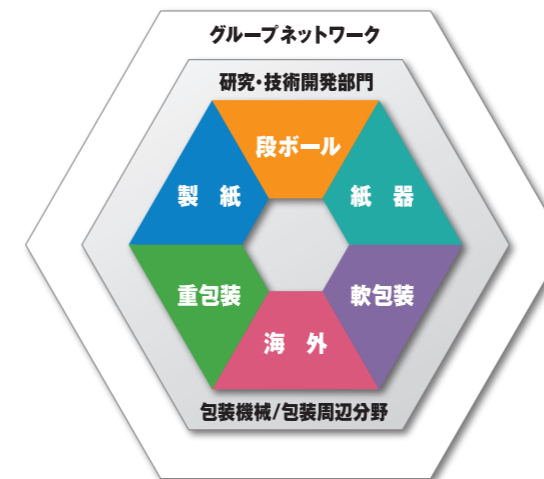 グループネットワーク
研究・技術開発部門
段ボール
製　紙
紙　器
重包装
軟包装
海　外
包装機械/包装周辺分野